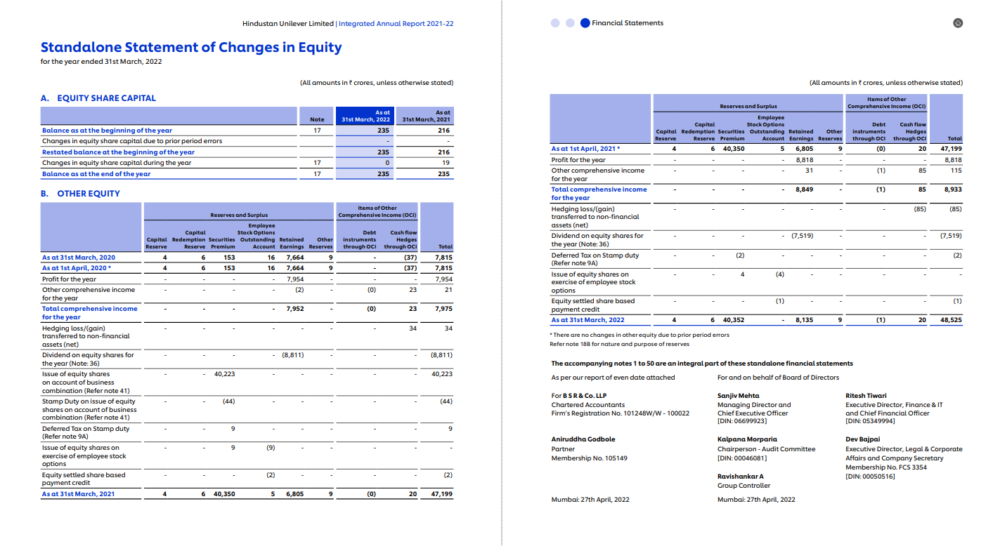 Hindustan Unilever Limited | Integrated Annual Report 2021-22
Standalone Statement of Changes in Equity
for the year ended 31st March, 2022
(All amounts in ₹ crores, unless otherwise stated)
A. EQUITY SHARE CAPITAL
Note As at 31st March, 2022 As at 31st March, 2021
Balance as at the beginning of the year 17 235 216
Changes in equity share capital due to prior period errors - -
Restated balance at the beginning of the year 235 216
Changes in equity share capital during the year 17 0 19
Balance as at the end of the year 17 235 235
B. OTHER EQUITY
Reserves and Surplus
Items of Other Comprehensive Income (OCI)
Capital Reserve Capital Redemption Reserve Securities Premium Employee Stock Options Outstanding Account Retained Earnings Other Reserves Debt instruments through OCI Cash flow Hedges through OCI Total
As at 31st March, 2020 4 6 153 16 7,664 9 - (37) 7,815
As at 1st April, 2020 * 4 6 153 16 7,664 9 - (37) 7,815
Profit for the year - - - - 7,954 - - - 7,954
Other comprehensive income for the year - - - - (2) - (0) 23 21
Total comprehensive income for the year - - - - 7,952 - (0) 23 7,975
Hedging loss/(gain) transferred to non-financial assets (net) - - - - - - - 34 34
Dividend on equity shares for the year (Note: 36) - - - - (8,811) - - - (8,811)
Issue of equity shares on account of business combination (Refer note 41) - - 40,223 - - - - - 40,223
Stamp Duty on issue of equity shares on account of business combination (Refer note 41) - - (44) - - - - - (44)
Deferred Tax on Stamp duty (Refer note 9A) - - 9 - - - - - 9
Issue of equity shares on exercise of employee stock options - - 9 (9) - - - - -
Equity settled share based payment credit - - - (2) - - - - (2)
As at 31st March, 2021 4 6 40,350 5 6,805 9 (0) 20 47,199
Financial Statements
(All amounts in ₹ crores, unless otherwise stated)
Reserves and Surplus
Items of Other Comprehensive Income (OCI)
Capital Reserve Capital Redemption Reserve Securities Premium Employee Stock Options Outstanding Account Retained Earnings Other Reserves Debt instruments through OCI Cash flow Hedges through OCI Total
As at 1st April, 2021 * 4 6 40,350 5 6,805 9 (0) 20 47,199
Profit for the year - - - - 8,818 - - - 8,818
Other comprehensive income for the year - - - - 31 - (1) 85 115
Total comprehensive income for the year - - - - 8,849 - (1) 85 8,933
Hedging loss/(gain) transferred to non-financial assets (net) - - - - - - - (85) (85)
Dividend on equity shares for the year (Note: 36) - - - - (7,519) - - - (7,519)
Deferred Tax on Stamp duty (Refer note 9A) - - (2) - - - - - (2)
Issue of equity shares on exercise of employee stock options - - 4 (4) - - - - -
Equity settled share based payment credit - - - (1) - - - - (1)
As at 31st March, 2022 4 6 40,352 - 8,135 9 (1) 20 48,525
* There are no changes in other equity due to prior period errors
Refer note 18B for nature and purpose of reserves
The accompanying notes 1 to 50 are an integral part of these standalone financial statements
As per our report of even date attached
For and on behalf of Board of Directors
For B S R & Co. LLP
Chartered Accountants
Firm's Registration No. 101248W/W - 100022
Sanjiv Mehta
Managing Director and
Chief Executive Officer
[DIN: 06699923]
Ritesh Tiwari
Executive Director, Finance & IT
and Chief Financial Officer
[DIN: 05349994]
Aniruddha Godbole
Partner
Membership No. 105149
Kalpana Morparia
Chairperson - Audit Committee
[DIN: 00046081]
Dev Bajpai
Executive Director, Legal & Corporate
Affairs and Company Secretary
Membership No. FCS 3354
[DIN: 00050516]
Ravishankar A
Group Controller
Mumbai: 27th April, 2022
Mumbai: 27th April, 2022